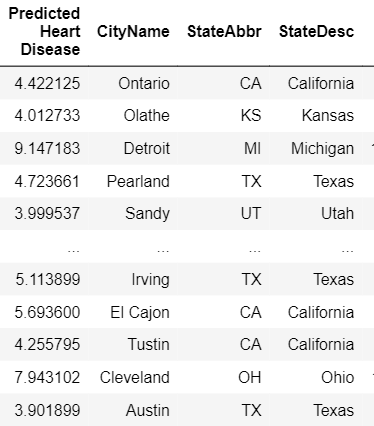 Predicted
Heart
Disease CityName StateAbbr StateDesc
4.422125 Ontario CA California
4.012733 Olathe KS Kansas
9.147183 Detroit MI Michigan
4.723661 Pearland TX Texas
3.999537 Sandy UT Utah
... ... ... ...
5.113899 Irving TX Texas
5.693600 El Cajon CA California
4.255795 Tustin CA California
7.943102 Cleveland OH Ohio
3.901899 Austin TX Texas